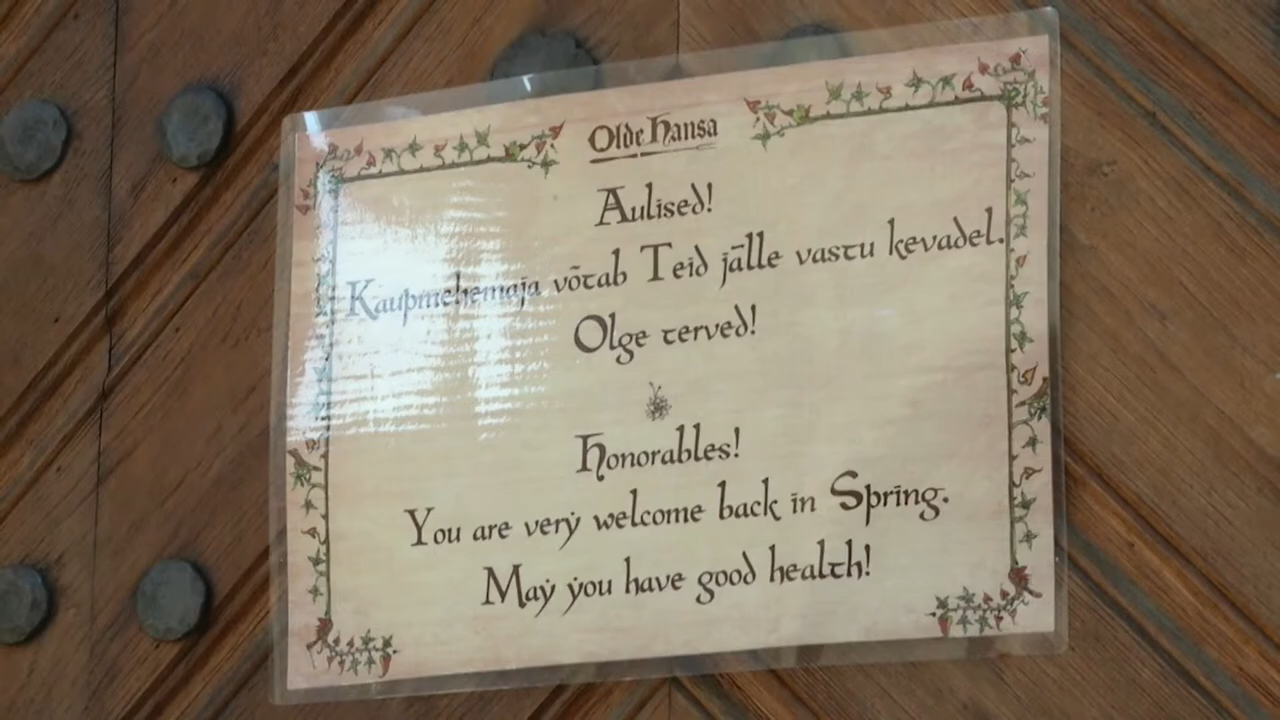 Olde Hansa
Aulised!
Kaupmehemaja võtab Teid jälle vastu kevadel.
Olge terved!
Honorables!
You are very welcome back in Spring.
May you have good health!